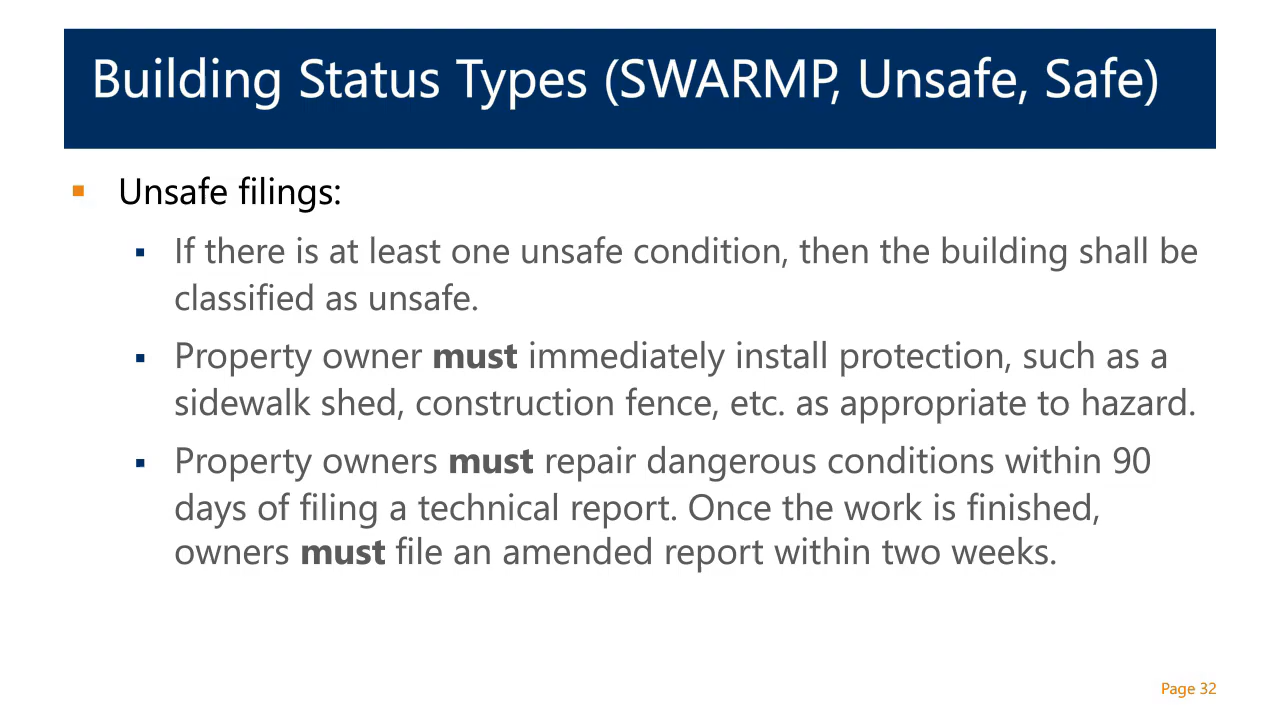 Building Status Types (SWARMP, Unsafe, Safe)
Unsafe filings:
If there is at least one unsafe condition, then the building shall be
classified as unsafe.
Property owner must immediately install protection, such as a
sidewalk shed, construction fence, etc. as appropriate to hazard.
Property owners must repair dangerous conditions within 90
days of filing a technical report. Once the work is finished,
owners must file an amended report within two weeks.
Page 32